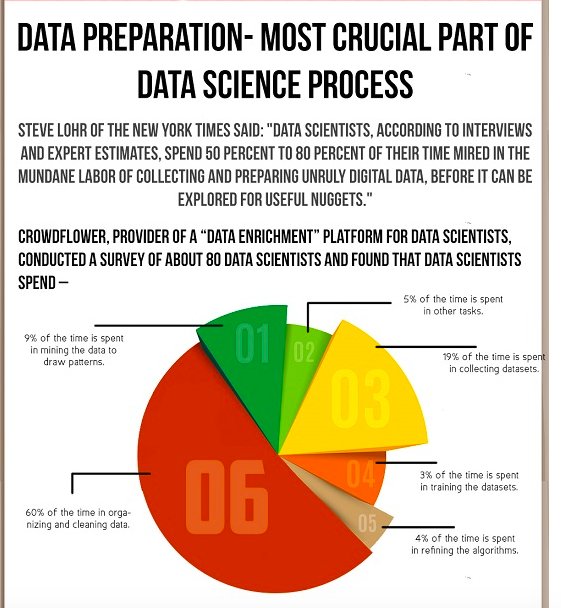 DATA PREPARATION- MOST CRUCIAL PART OF
DATA SCIENCE PROCESS
STEVE LOHR OF THE NEW YORK TIMES SAID: "DATA SCIENTISTS, ACCORDING TO INTERVIEWS
AND EXPERT ESTIMATES, SPEND 50 PERCENT TO 80 PERCENT OF THEIR TIME MIRED IN THE
MUNDANE LABOR OF COLLECTING AND PREPARING UNRULY DIGITAL DATA, BEFORE IT CAN BE
EXPLORED FOR USEFUL NUGGETS."
CROWDFLOWER, PROVIDER OF A “DATA ENRICHMENT” PLATFORM FOR DATA SCIENTISTS,
CONDUCTED A SURVEY OF ABOUT 80 DATA SCIENTISTS AND FOUND THAT DATA SCIENTISTS
SPEND –
5% of the time is spent
in other tasks.
9% of the time is spent
in mining the data to
draw patterns.
01
02
19% of the time is spent
in collecting datasets.
03
04
3% of the time is spent
in training the datasets.
06
60% of the time in orga-
nizing and cleaning data.
05
4% of the time is spent
in refining the algorithms.